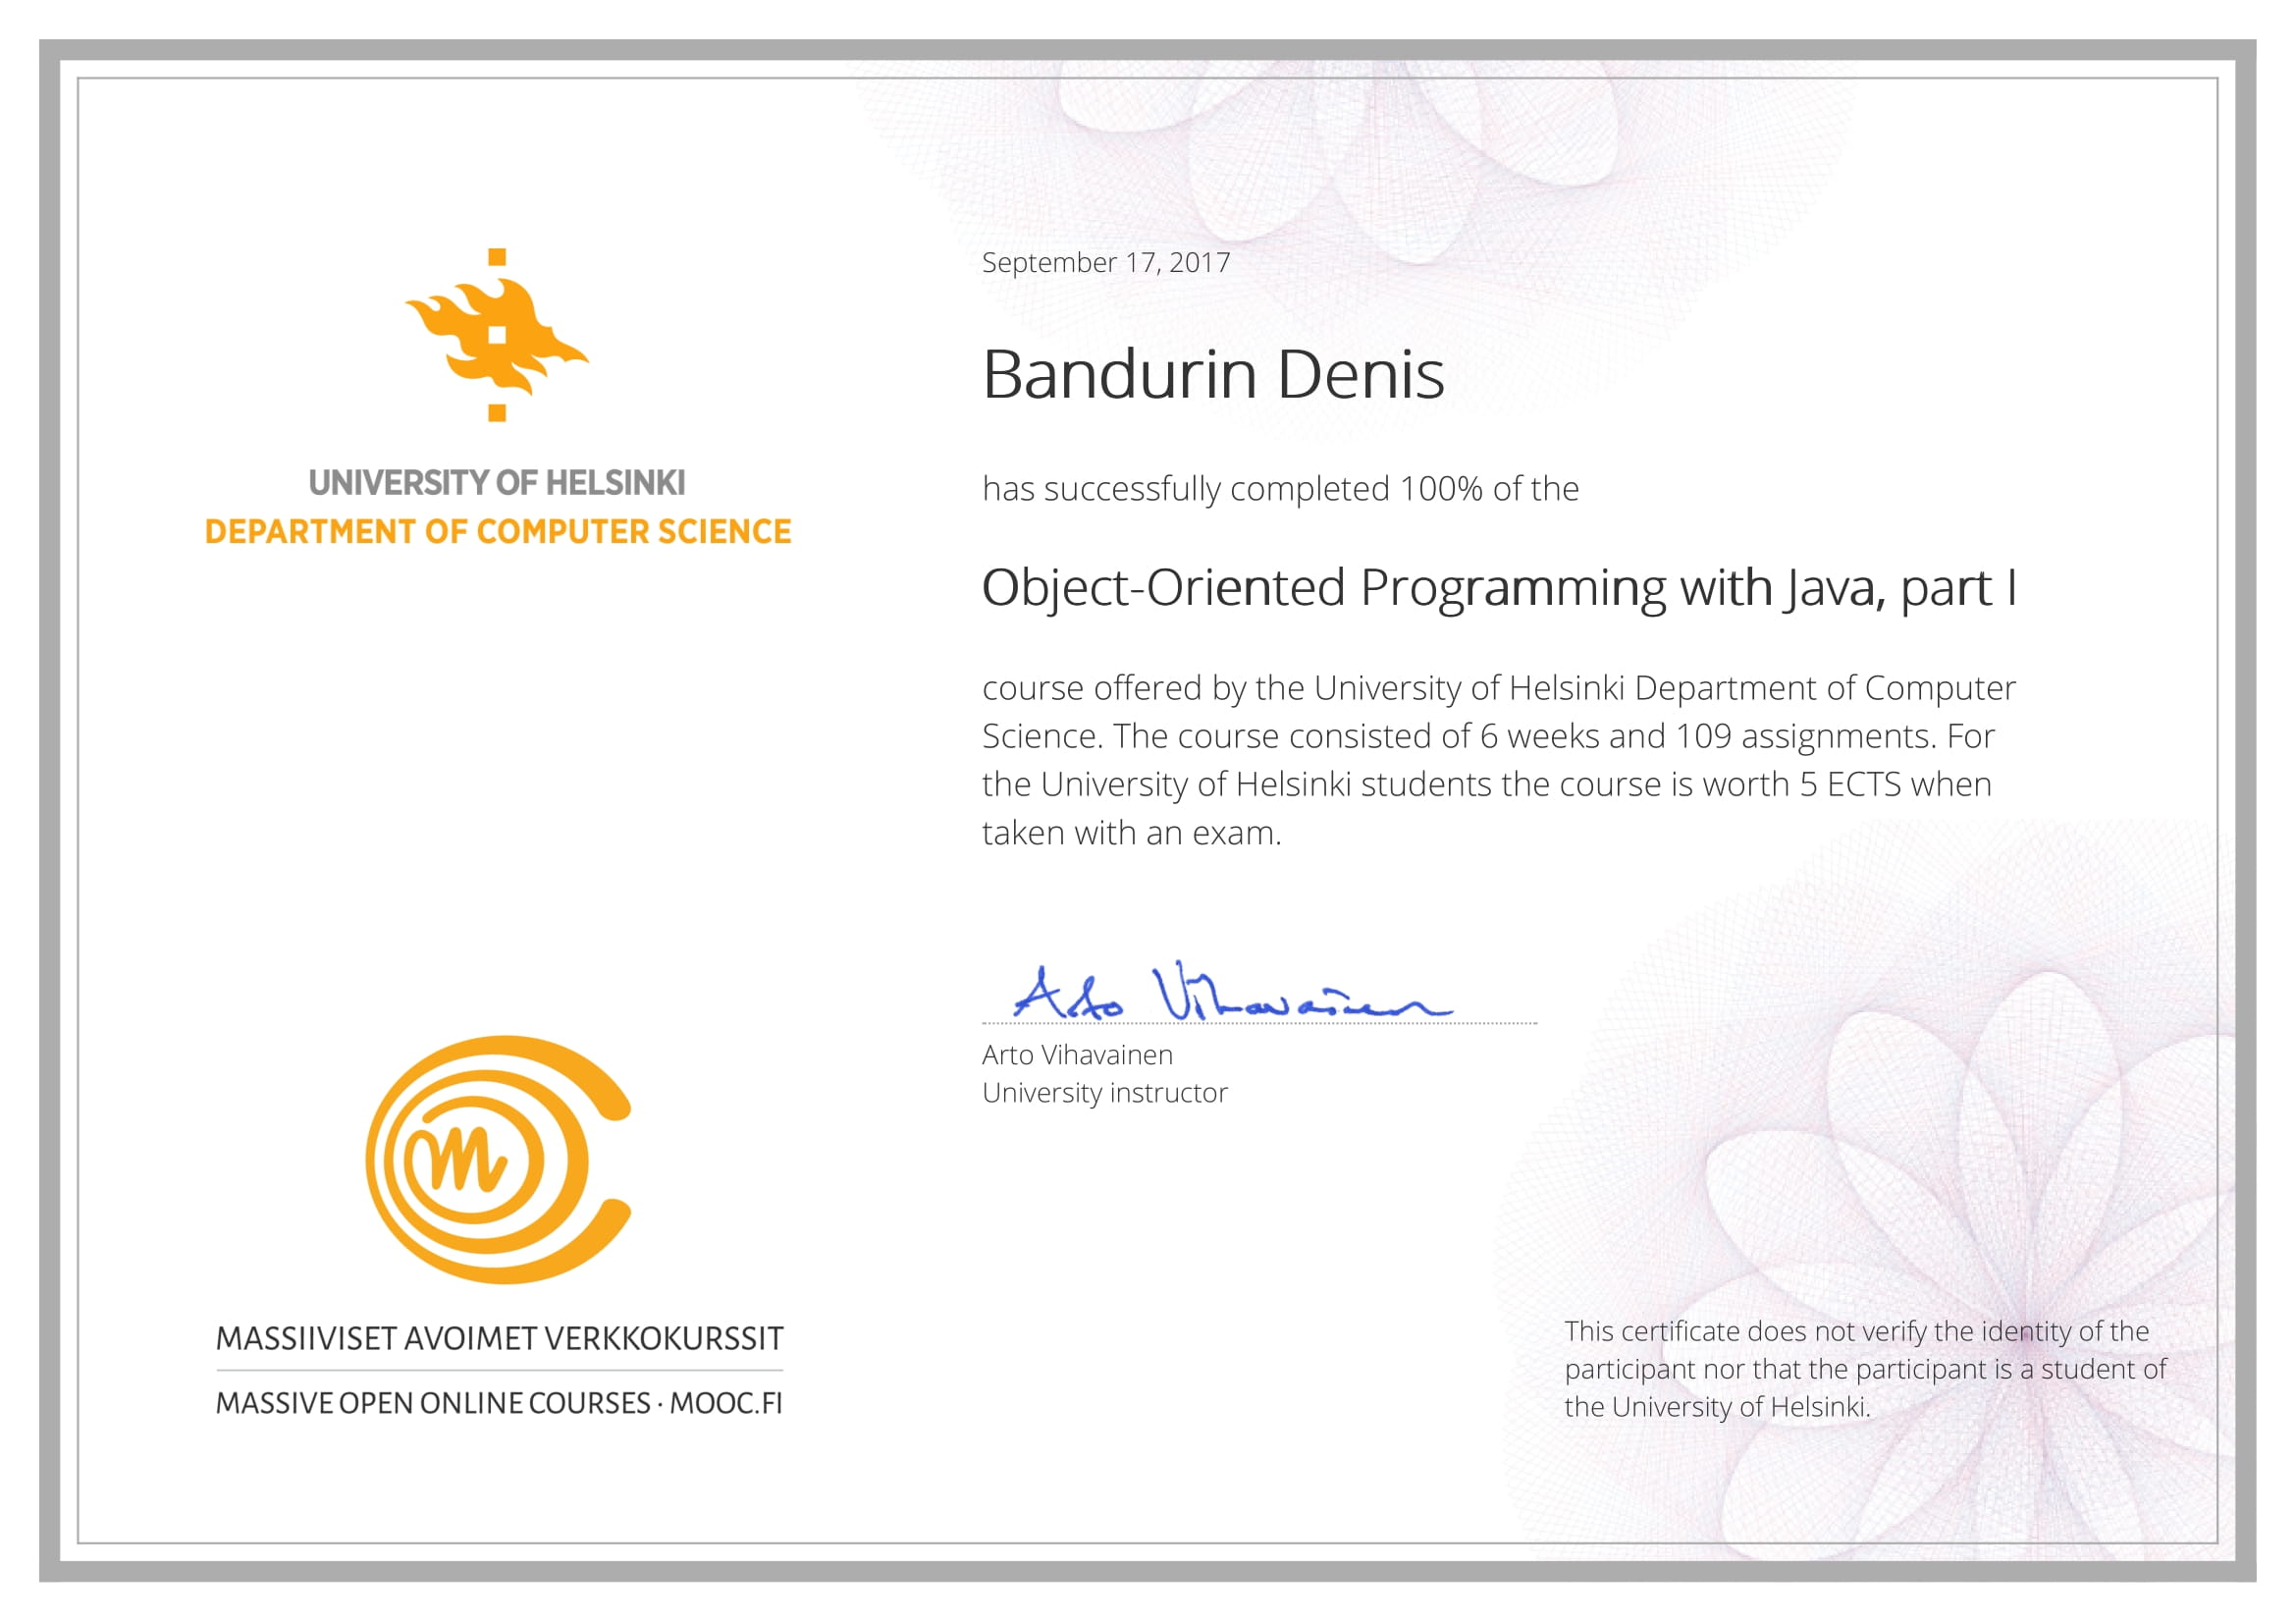 UNIVERSITY OF HELSINKI
DEPARTMENT OF COMPUTER SCIENCE
September 17, 2017
Bandurin Denis
has successfully completed 100% of the
Object-Oriented Programming with Java, part I
course offered by the University of Helsinki Department of Computer
Science. The course consisted of 6 weeks and 109 assignments. For
the University of Helsinki students the course is worth 5 ECTS when
taken with an exam.
Arto Vihavainen
Arto Vihavainen
University instructor
m
MASSIIVISET AVOIMET VERKKOKURSSIT
MASSIVE OPEN ONLINE COURSES · MOOC.FI
This certificate does not verify the identity of the
participant nor that the participant is a student of
the University of Helsinki.